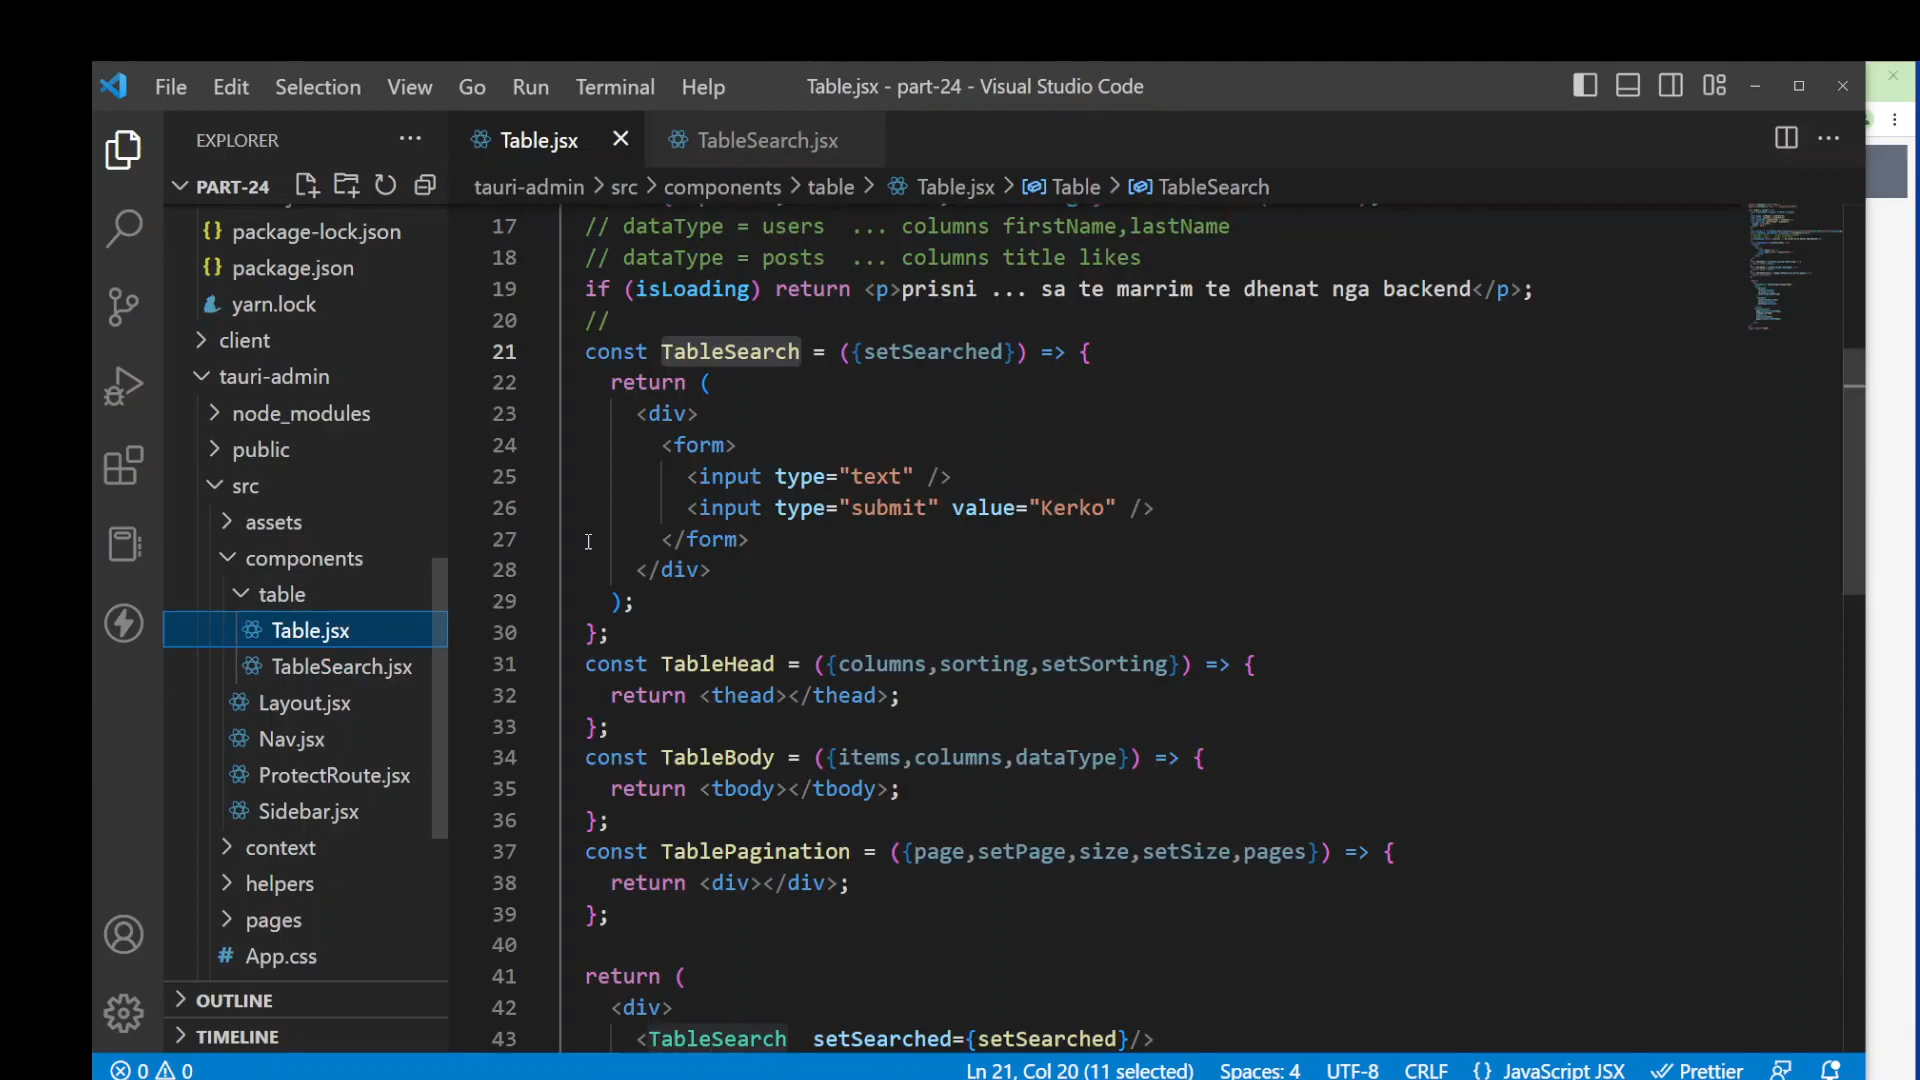 File Edit Selection View Go Run Terminal Help Table.jsx - part-24 - Visual Studio Code
EXPLORER ···
Table.jsx TableSearch.jsx
PART-24
tauri-admin > src > components > table > Table.jsx > Table > TableSearch
{} package-lock.json
{} package.json
yarn.lock
client
tauri-admin
node_modules
public
src
assets
components
table
Table.jsx
TableSearch.jsx
Layout.jsx
Nav.jsx
ProtectRoute.jsx
Sidebar.jsx
context
helpers
pages
# App.css
OUTLINE
TIMELINE
17 // dataType = users  ... columns firstName,lastName
18 // dataType = posts  ... columns title likes
19 if (isLoading) return <p>prisni ... sa te marrim te dhenat nga backend</p>;
20 //
21 const TableSearch = ({setSearched}) => {
22 return (
23 <div>
24 <form>
25 <input type="text" />
26 <input type="submit" value="Kerko" />
27 </form>
28 </div>
29 );
30 };
31 const TableHead = ({columns,sorting,setSorting}) => {
32 return <thead></thead>;
33 };
34 const TableBody = ({items,columns,dataType}) => {
35 return <tbody></tbody>;
36 };
37 const TablePagination = ({page,setPage,size,setSize,pages}) => {
38 return <div></div>;
39 };
40
41 return (
42 <div>
43 <TableSearch  setSearched={setSearched}/>
0 0 Ln 21, Col 20 (11 selected) Spaces: 4 UTF-8 CRLF {} JavaScript JSX Prettier